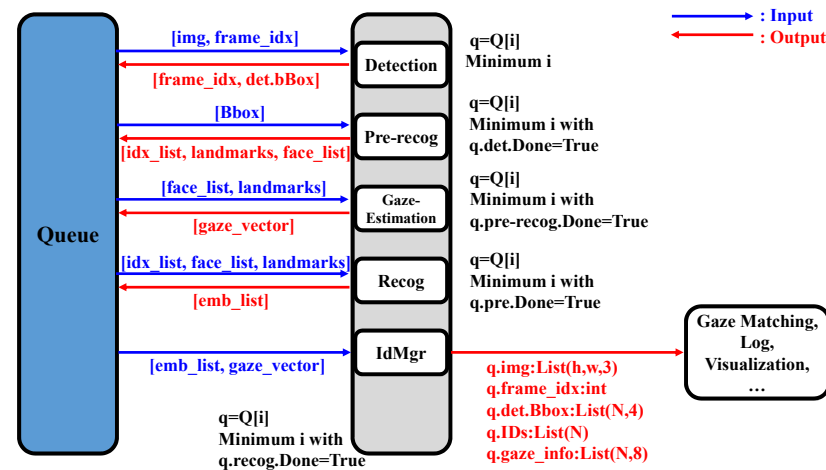 : Input
: Output
Queue
[img, frame_idx]
[frame_idx, det.bBox]
Detection
q=Q[i]
Minimum i
[Bbox]
[idx_list, landmarks, face_list]
Pre-recog
q=Q[i]
Minimum i with
q.det.Done=True
[face_list, landmarks]
[gaze_vector]
Gaze-
Estimation
q=Q[i]
Minimum i with
q.pre-recog.Done=True
[idx_list, face_list, landmarks]
[emb_list]
Recog
q=Q[i]
Minimum i with
q.pre.Done=True
[emb_list, gaze_vector]
IdMgr
q=Q[i]
Minimum i with
q.recog.Done=True
q.img:List(h,w,3)
q.frame_idx:int
q.det.Bbox:List(N,4)
q.IDs:List(N)
q.gaze_info:List(N,8)
Gaze Matching,
Log,
Visualization,
…